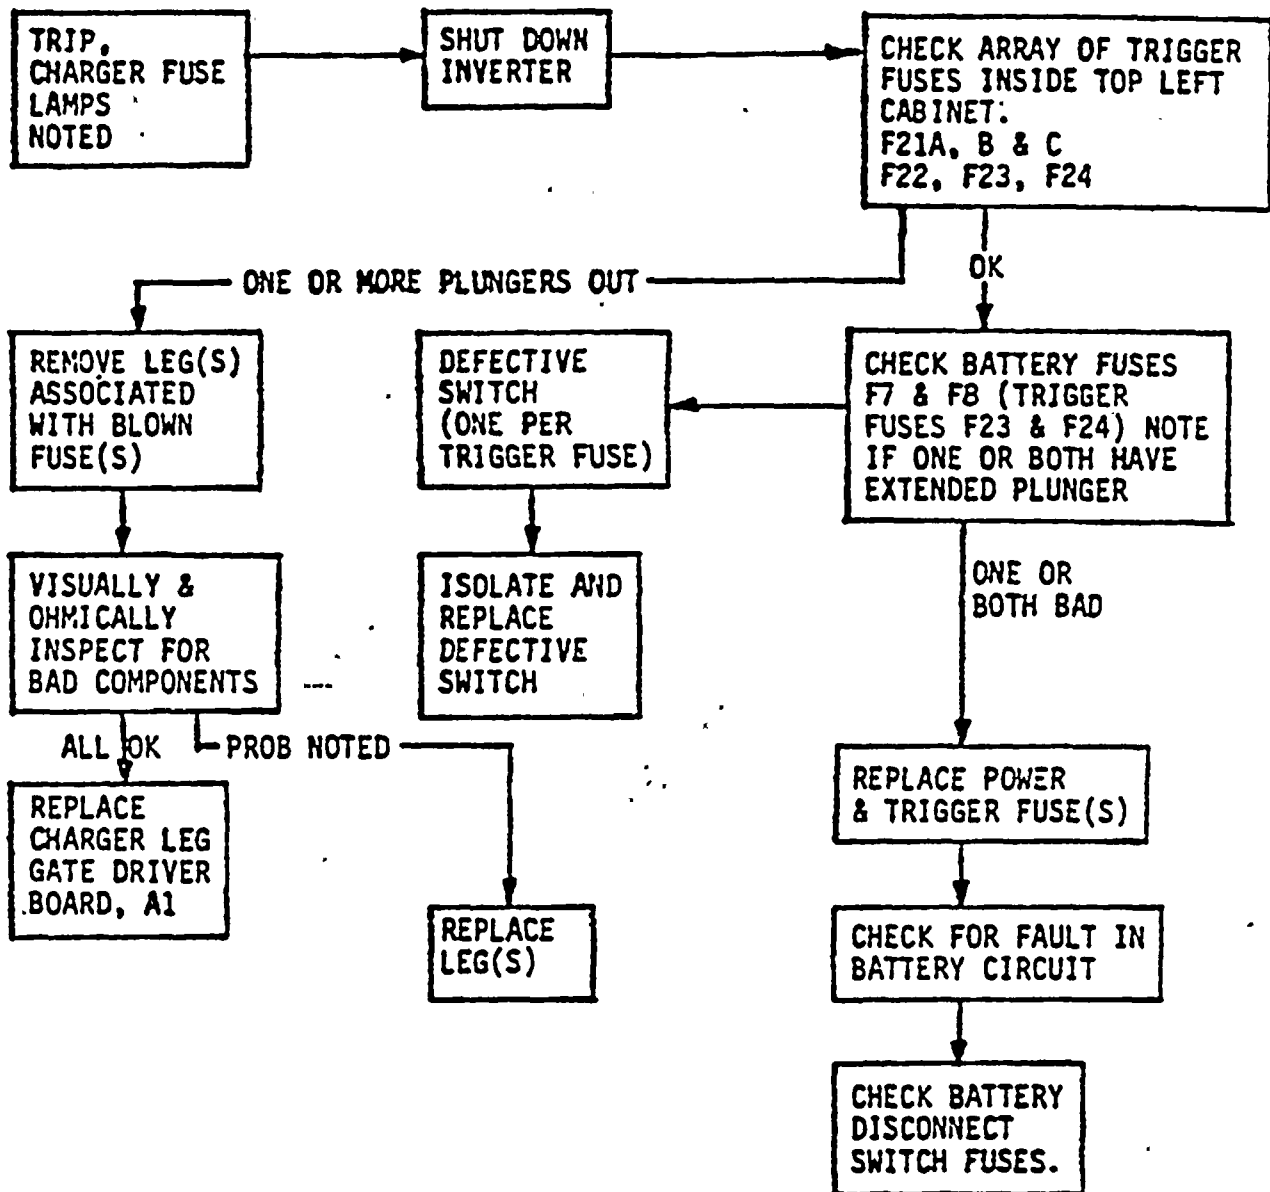 TRIP,
CHARGER FUSE
LAMPS
NOTED
SHUT DOWN
INVERTER
CHECK ARRAY OF TRIGGER
FUSES INSIDE TOP LEFT
CABINET:
F21A, B & C
F22, F23, F24
ONE OR MORE PLUNGERS OUT
OK
REMOVE LEG(S)
ASSOCIATED
WITH BLOWN
FUSE(S)
DEFECTIVE
SWITCH
(ONE PER
TRIGGER FUSE)
CHECK BATTERY FUSES
F7 & F8 (TRIGGER
FUSES F23 & F24) NOTE
IF ONE OR BOTH HAVE
EXTENDED PLUNGER
VISUALLY &
OHMICALLY
INSPECT FOR
BAD COMPONENTS
ISOLATE AND
REPLACE
DEFECTIVE
SWITCH
ONE OR
BOTH BAD
ALL OK
PROB NOTED
REPLACE
CHARGER LEG
GATE DRIVER
BOARD, A1
REPLACE
LEG(S)
REPLACE POWER
& TRIGGER FUSE(S)
CHECK FOR FAULT IN
BATTERY CIRCUIT
CHECK BATTERY
DISCONNECT
SWITCH FUSES.